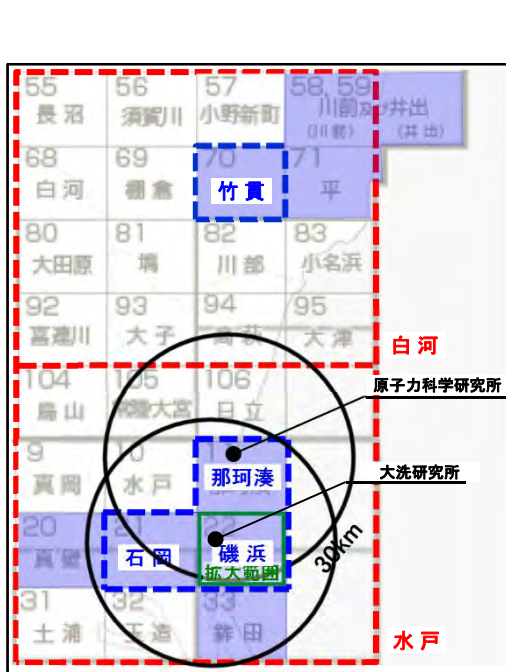 55 56 57 58, 59
長沼 須賀川 小野新町 川前及び井出
(川前) (井出)
68 69 70 71
白河 棚倉 竹貫 平
80 81 82 83
大田原 塙 川部 小名浜
92 93 94 95
喜連川 大子 高萩 大津
白河
104 105 106
烏山 常陸大宮 日立
原子力科学研究所
9 10
真岡 水戸 那珂湊
大洗研究所
20 21 22
真壁 石岡 磯浜
拡大範囲
30km
31 32 33
土浦 玉造 鉾田
水戸